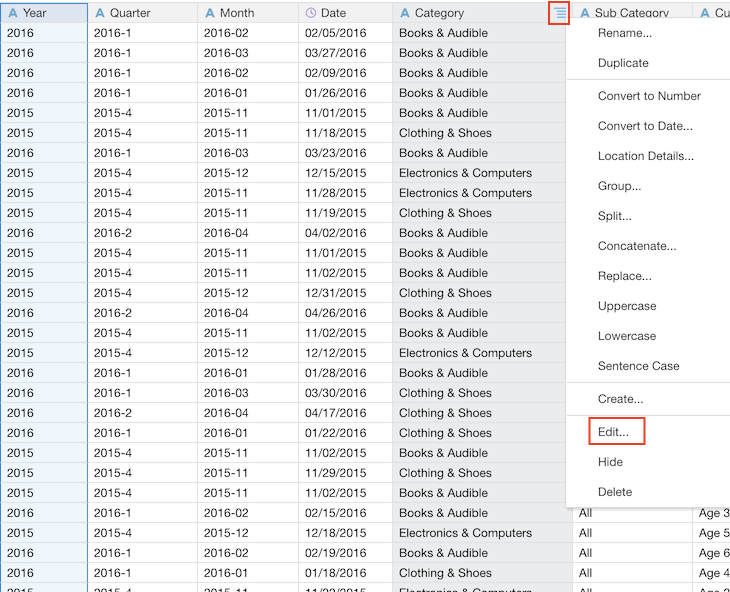 Year Quarter Month Date Category Sub Category Cu
2016 2016-1 2016-02 02/05/2016 Books & Audible Rename...
2016 2016-1 2016-03 03/27/2016 Books & Audible
2016 2016-1 2016-02 02/09/2016 Books & Audible Duplicate
2016 2016-1 2016-01 01/26/2016 Books & Audible Convert to Number
2015 2015-4 2015-11 11/01/2015 Books & Audible
2015 2015-4 2015-11 11/18/2015 Clothing & Shoes Convert to Date...
2016 2016-1 2016-03 03/23/2016 Books & Audible Location Details...
2015 2015-4 2015-12 12/15/2015 Electronics & Computers
2015 2015-4 2015-11 11/28/2015 Electronics & Computers Group...
2015 2015-4 2015-11 11/19/2015 Clothing & Shoes Split...
2016 2016-2 2016-04 04/02/2016 Books & Audible
2015 2015-4 2015-11 11/01/2015 Books & Audible Concatenate...
2015 2015-4 2015-11 11/02/2015 Books & Audible Replace...
2015 2015-4 2015-12 12/31/2015 Clothing & Shoes
2016 2016-2 2016-04 04/26/2016 Books & Audible Uppercase
2015 2015-4 2015-11 11/02/2015 Books & Audible Lowercase
2015 2015-4 2015-12 12/12/2015 Electronics & Computers
2016 2016-1 2016-01 01/28/2016 Books & Audible Sentence Case
2016 2016-1 2016-03 03/30/2016 Clothing & Shoes Create...
2016 2016-2 2016-04 04/17/2016 Clothing & Shoes
2016 2016-1 2016-01 01/22/2016 Clothing & Shoes Edit...
2015 2015-4 2015-11 11/02/2015 Books & Audible Hide
2015 2015-4 2015-11 11/29/2015 Clothing & Shoes
2015 2015-4 2015-11 11/02/2015 Books & Audible Delete
2016 2016-1 2016-02 02/15/2016 Books & Audible All Age 3
2015 2015-4 2015-12 12/18/2015 Electronics & Computers All Age 5
2016 2016-1 2016-02 02/19/2016 Books & Audible All Age 6
2016 2016-1 2016-01 01/18/2016 Clothing & Shoes All Age 4